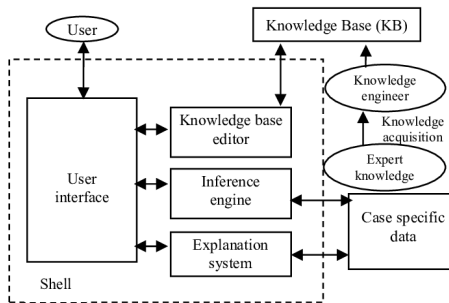 User
Knowledge Base (KB)
Knowledge
engineer
Knowledge
acquisition
Knowledge base
editor
Expert
knowledge
User
interface
Inference
engine
Case specific
data
Explanation
system
Shell